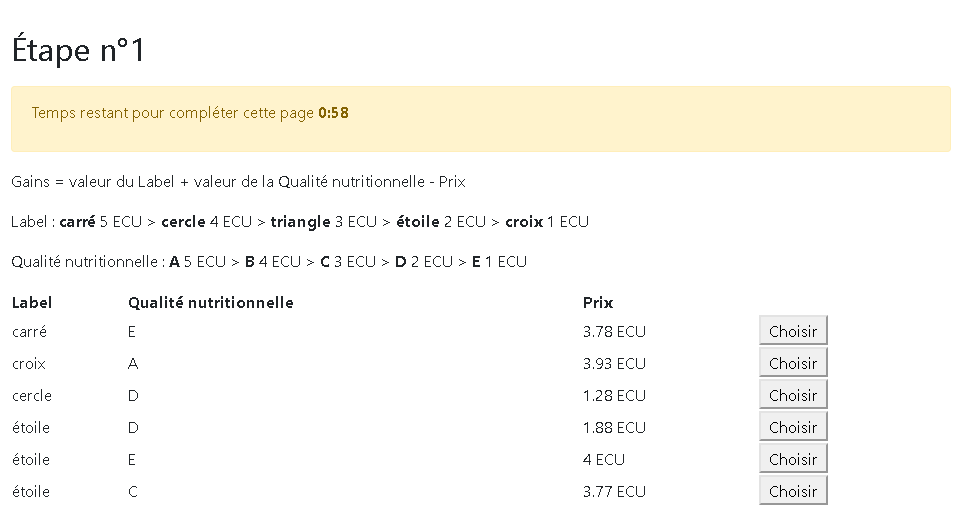 Étape n°1
Temps restant pour compléter cette page 0:58
Gains = valeur du Label + valeur de la Qualité nutritionnelle - Prix
Label : carré 5 ECU > cercle 4 ECU > triangle 3 ECU > étoile 2 ECU > croix 1 ECU
Qualité nutritionnelle : A 5 ECU > B 4 ECU > C 3 ECU > D 2 ECU > E 1 ECU
Label Qualité nutritionnelle Prix
carré E 3.78 ECU Choisir
croix A 3.93 ECU Choisir
cercle D 1.28 ECU Choisir
étoile D 1.88 ECU Choisir
étoile E 4 ECU Choisir
étoile C 3.77 ECU Choisir